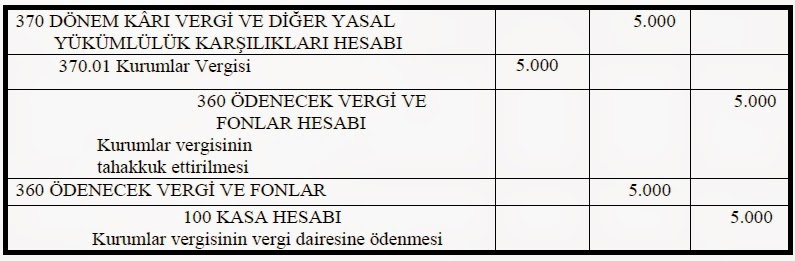 370 DÖNEM KÂRI VERGİ VE DİĞER YASAL 5.000
YÜKÜMLÜLÜK KARŞILIKLARI HESABI
370.01 Kurumlar Vergisi 5.000
360 ÖDENECEK VERGİ VE 5.000
FONLAR HESABI
Kurumlar vergisinin
tahakkuk ettirilmesi
360 ÖDENECEK VERGİ VE FONLAR 5.000
100 KASA HESABI 5.000
Kurumlar vergisinin vergi dairesine ödenmesi